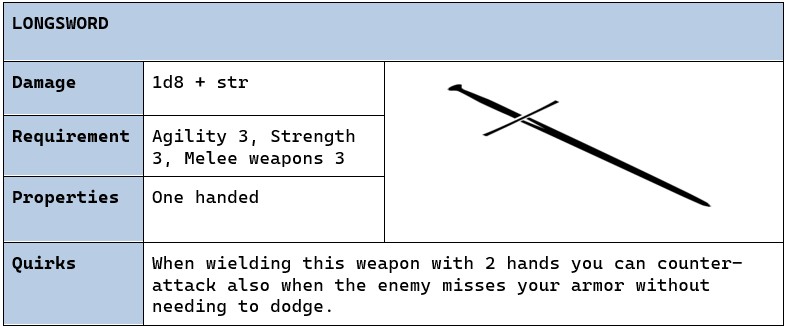 LONGSWORD
Damage
1d8 + str
Requirement
Agility 3, Strength
3, Melee weapons 3
Properties
One handed
Quirks
When wielding this weapon with 2 hands you can counter-
attack also when the enemy misses your armor without
needing to dodge.